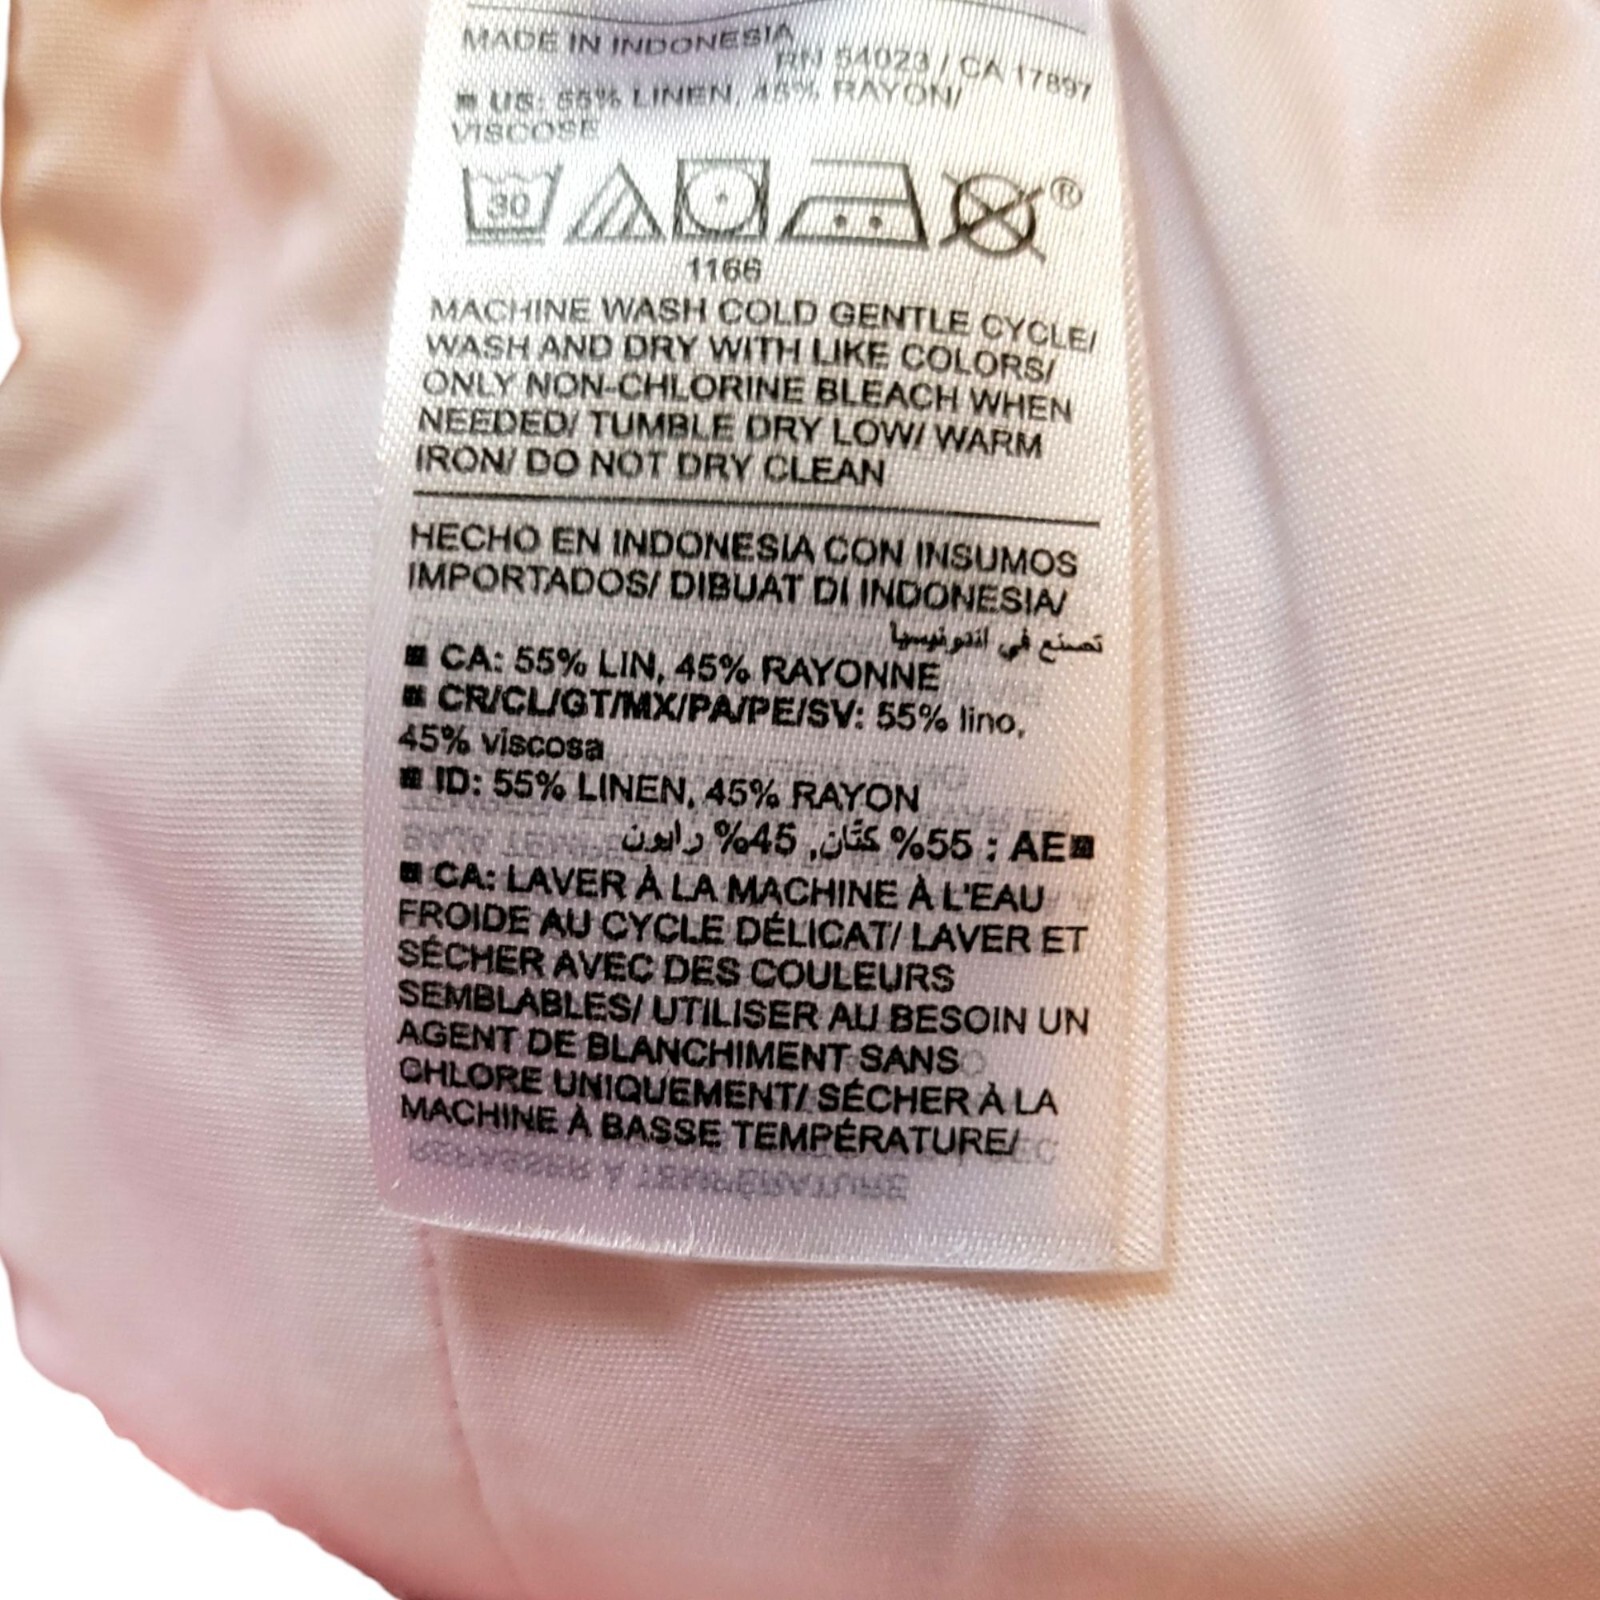 MADE IN INDONESIA
RN 54023 / CA 17897
■ US: 55% LINEN, 45% RAYON/
VISCOSE
30
®
1166
MACHINE WASH COLD GENTLE CYCLE/
WASH AND DRY WITH LIKE COLORS/
ONLY NON-CHLORINE BLEACH WHEN
NEEDED/ TUMBLE DRY LOW/ WARM
IRON/ DO NOT DRY CLEAN
HECHO EN INDONESIA CON INSUMOS
IMPORTADOS/ DIBUAT DI INDONESIA/
تصنع في اندونيسيا
■ CA: 55% LIN, 45% RAYONNE
■ CR/CL/GT/MX/PA/PE/SV: 55% lino,
45% viscosa
■ ID: 55% LINEN, 45% RAYON
■AE : 55% كتّان, 45% رايون
■ CA: LAVER À LA MACHINE À L'EAU
FROIDE AU CYCLE DÉLICAT/ LAVER ET
SÉCHER AVEC DES COULEURS
SEMBLABLES/ UTILISER AU BESOIN UN
AGENT DE BLANCHIMENT SANS
CHLORE UNIQUEMENT/ SÉCHER À LA
MACHINE À BASSE TEMPÉRATURE/